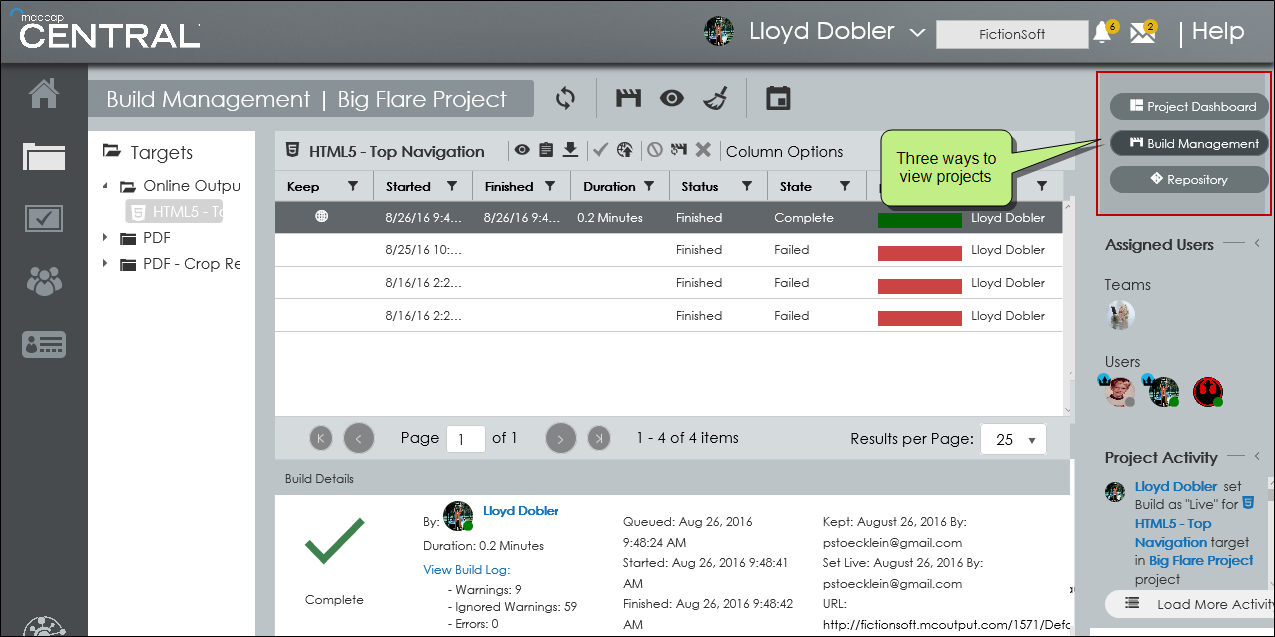 mcccap
CENTRAL
Lloyd Dobler
FictionSoft
6
2
Help
Build Management | Big Flare Project
Project Dashboard
Build Management
Repository
Three ways to
view projects
Targets
Online Outpu
HTML5 - To
PDF
PDF - Crop Re
HTML5 - Top Navigation
Column Options
Keep Started Finished Duration Status State
8/26/16 9:4... 8/26/16 9:4... 0.2 Minutes Finished Complete Lloyd Dobler
8/25/16 10:... Finished Failed Lloyd Dobler
8/16/16 2:2... Finished Failed Lloyd Dobler
8/16/16 2:2... Finished Failed Lloyd Dobler
Page 1 of 1 1 - 4 of 4 items Results per Page: 25
Build Details
Complete
By: Lloyd Dobler
Duration: 0.2 Minutes
View Build Log:
- Warnings: 9
- Ignored Warnings: 59
- Errors: 0
Queued: Aug 26, 2016
9:48:24 AM
Started: Aug 26, 2016 9:48:41
AM
Finished: Aug 26, 2016 9:48:42
AM
Kept: August 26, 2016 By:
pstoecklein@gmail.com
Set Live: August 26, 2016 By:
pstoecklein@gmail.com
URL:
http://fictionsoft.mcoutput.com/1571/Defa
Assigned Users
Teams
Users
Project Activity
Lloyd Dobler set
Build as "Live" for
HTML5 - Top
Navigation target
in Big Flare Project
project
Load More Activity